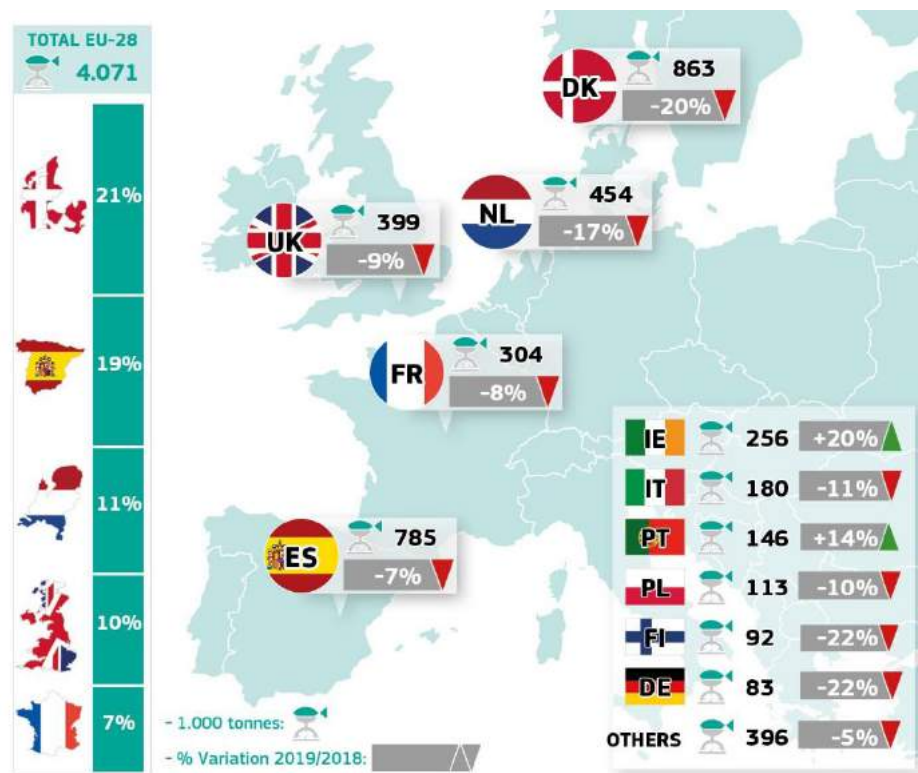 TOTAL EU-28
4.071
21%
19%
11%
10%
7%
DK 863
-20%
NL 454
-17%
UK 399
-9%
FR 304
-8%
ES 785
-7%
IE 256 +20%
IT 180 -11%
PT 146 +14%
PL 113 -10%
FI 92 -22%
DE 83 -22%
OTHERS 396 -5%
- 1.000 tonnes:
- % Variation 2019/2018: